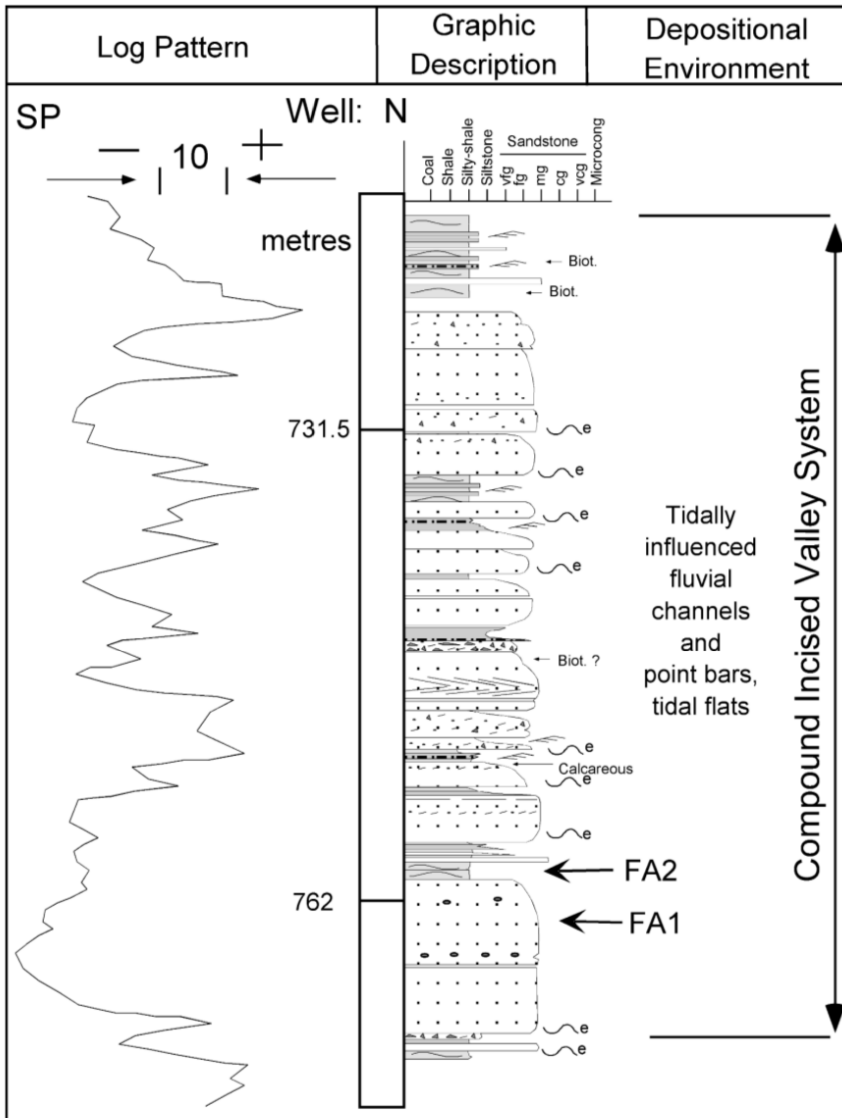 Log Pattern
Graphic
Description
Depositional
Environment
SP
Well: N
− 10 +
metres
Coal
Shale
Silty-shale
Siltstone
Sandstone
vfg
fg
mg
cg
vcg
Microcong
Biot.
Biot.
731.5
e
e
e
e
Biot. ?
e
Calcareous
e
e
FA2
762
FA1
e
e
Tidally
influenced
fluvial
channels
and
point bars,
tidal flats
Compound Incised Valley System